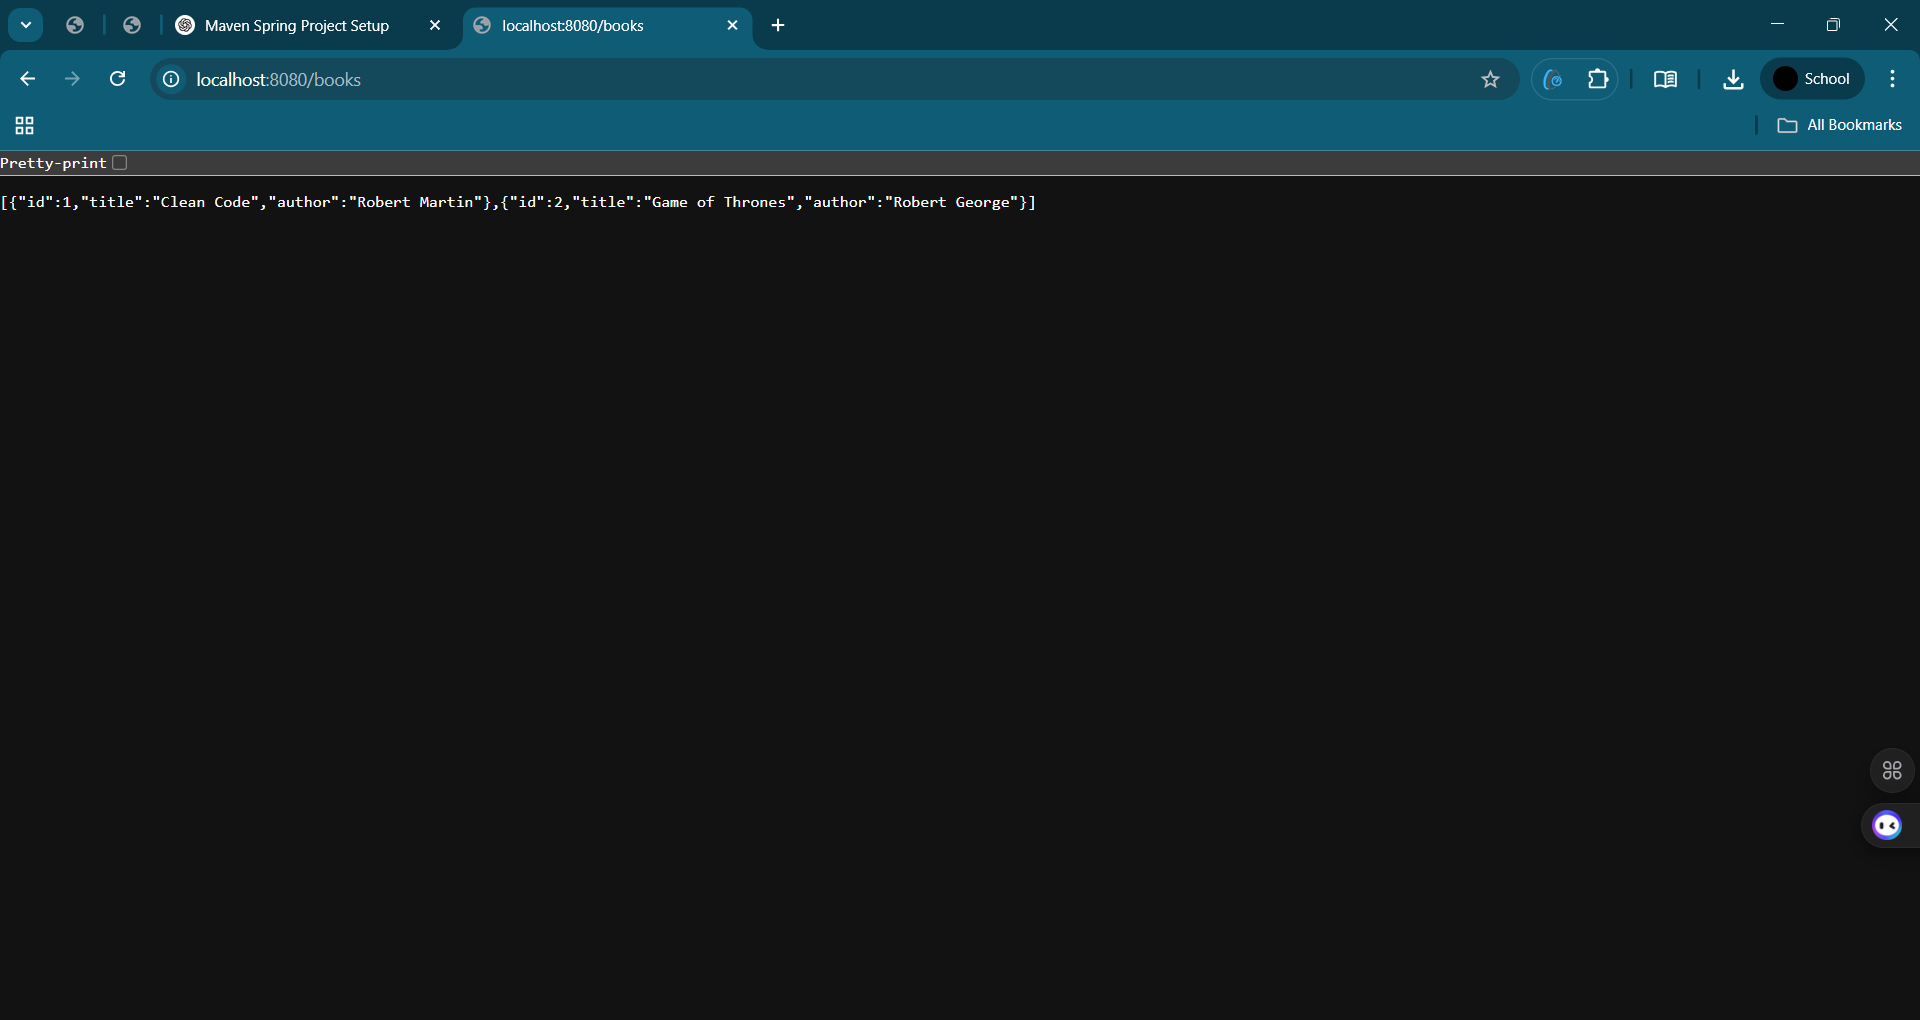 Maven Spring Project Setup
localhost:8080/books
localhost:8080/books
School
All Bookmarks
Pretty-print
[{"id":1,"title":"Clean Code","author":"Robert Martin"},{"id":2,"title":"Game of Thrones","author":"Robert George"}]